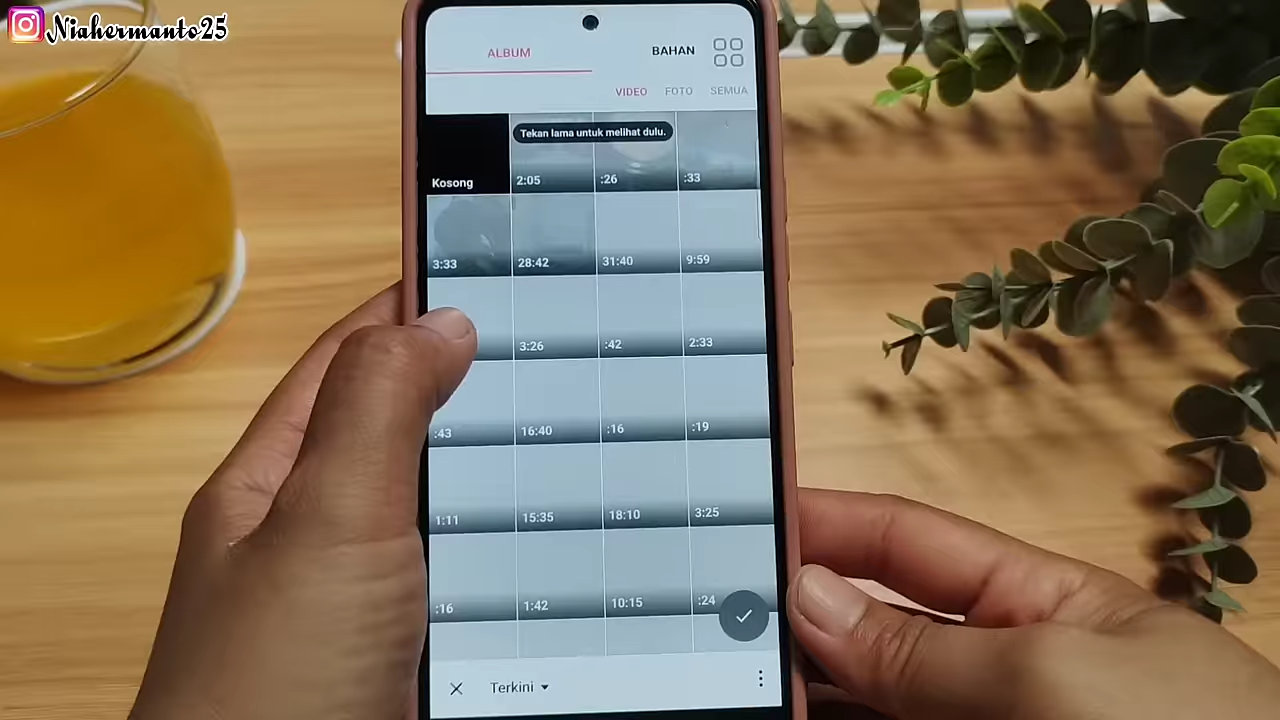 Niahermanto25
ALBUM
BAHAN
VIDEO FOTO SEMUA
Tekan lama untuk melihat dulu.
Kosong 2:05 :26 :33
3:33 28:42 31:40 9:59
3:26 :42 2:33
:43 16:40 :16 :19
1:11 15:35 18:10 3:25
:16 1:42 10:15 :24
Terkini